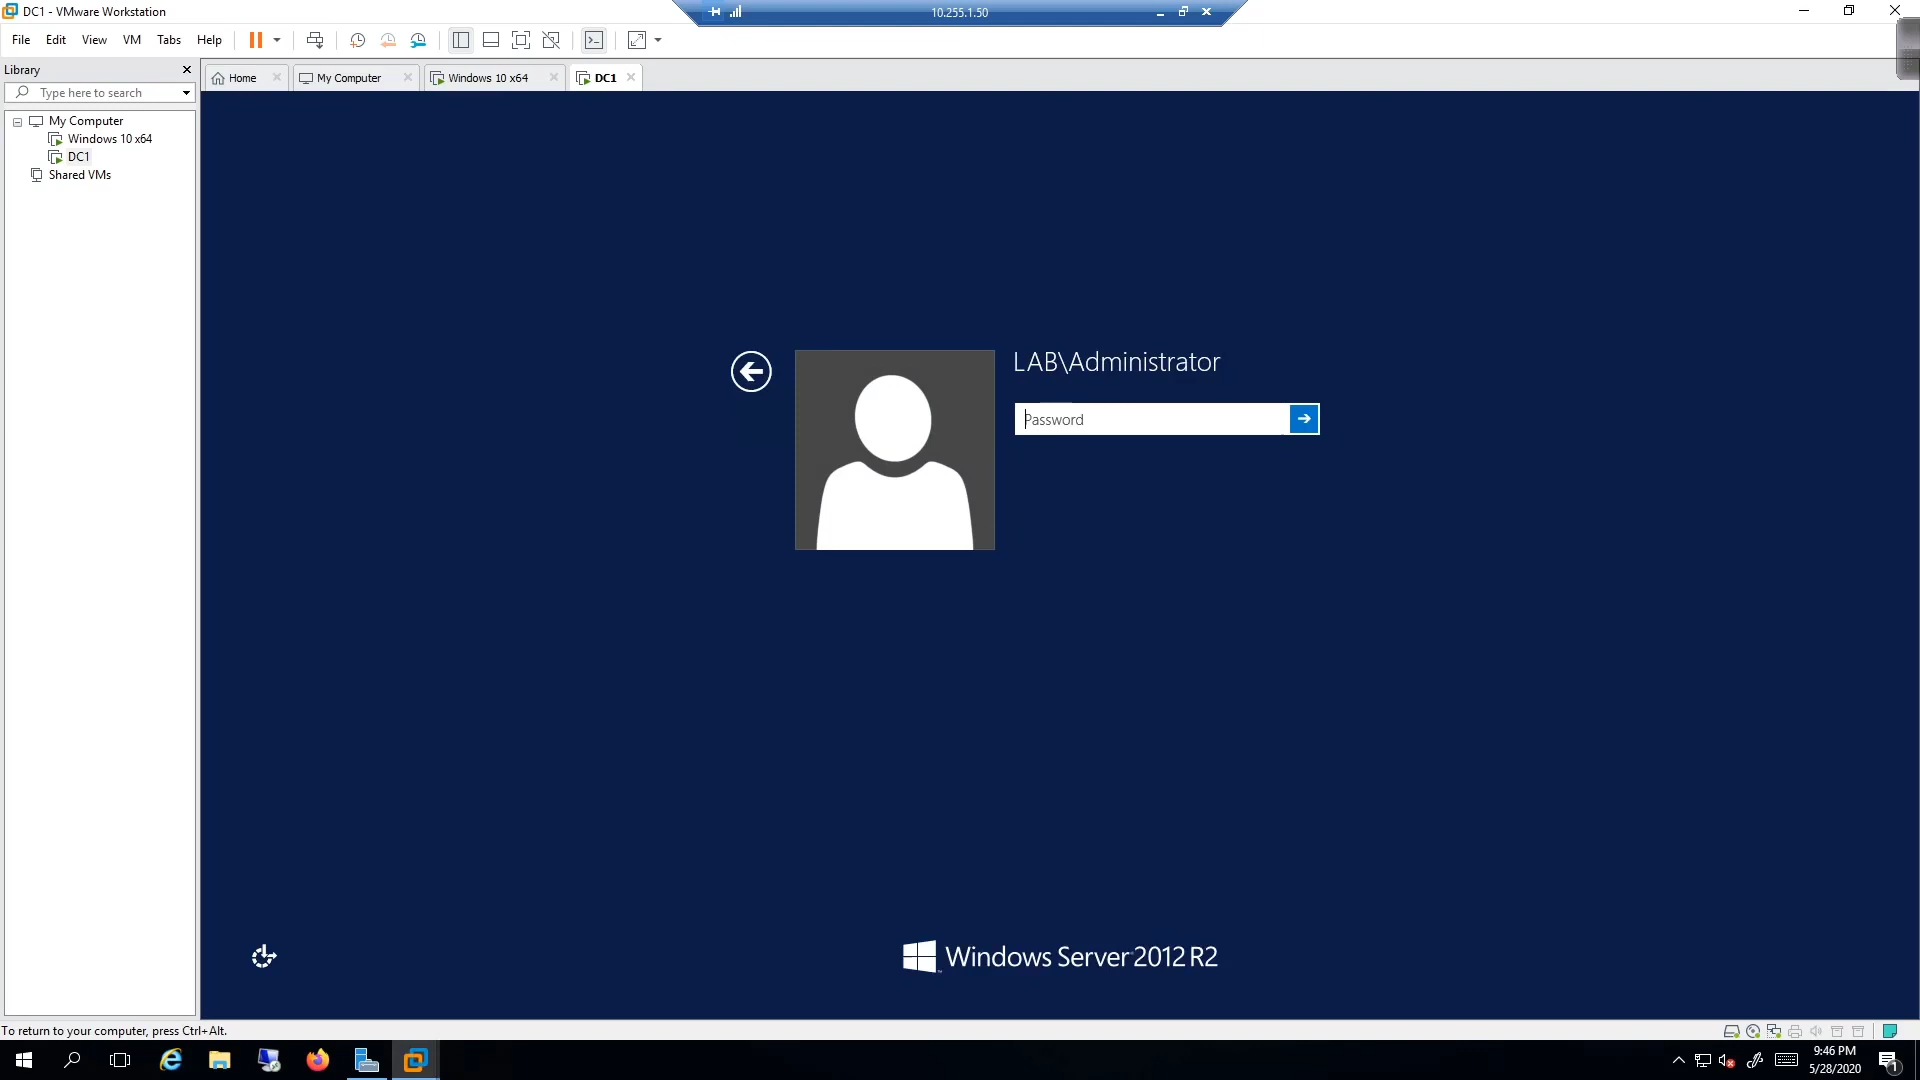 DC1 - VMware Workstation
10.255.1.50
File Edit View VM Tabs Help
Library
Home
My Computer
Windows 10 x64
DC1
Type here to search
My Computer
Windows 10 x64
DC1
Shared VMs
LAB\Administrator
Password
Windows Server 2012 R2
To return to your computer, press Ctrl+Alt.
9:46 PM
5/28/2020
1